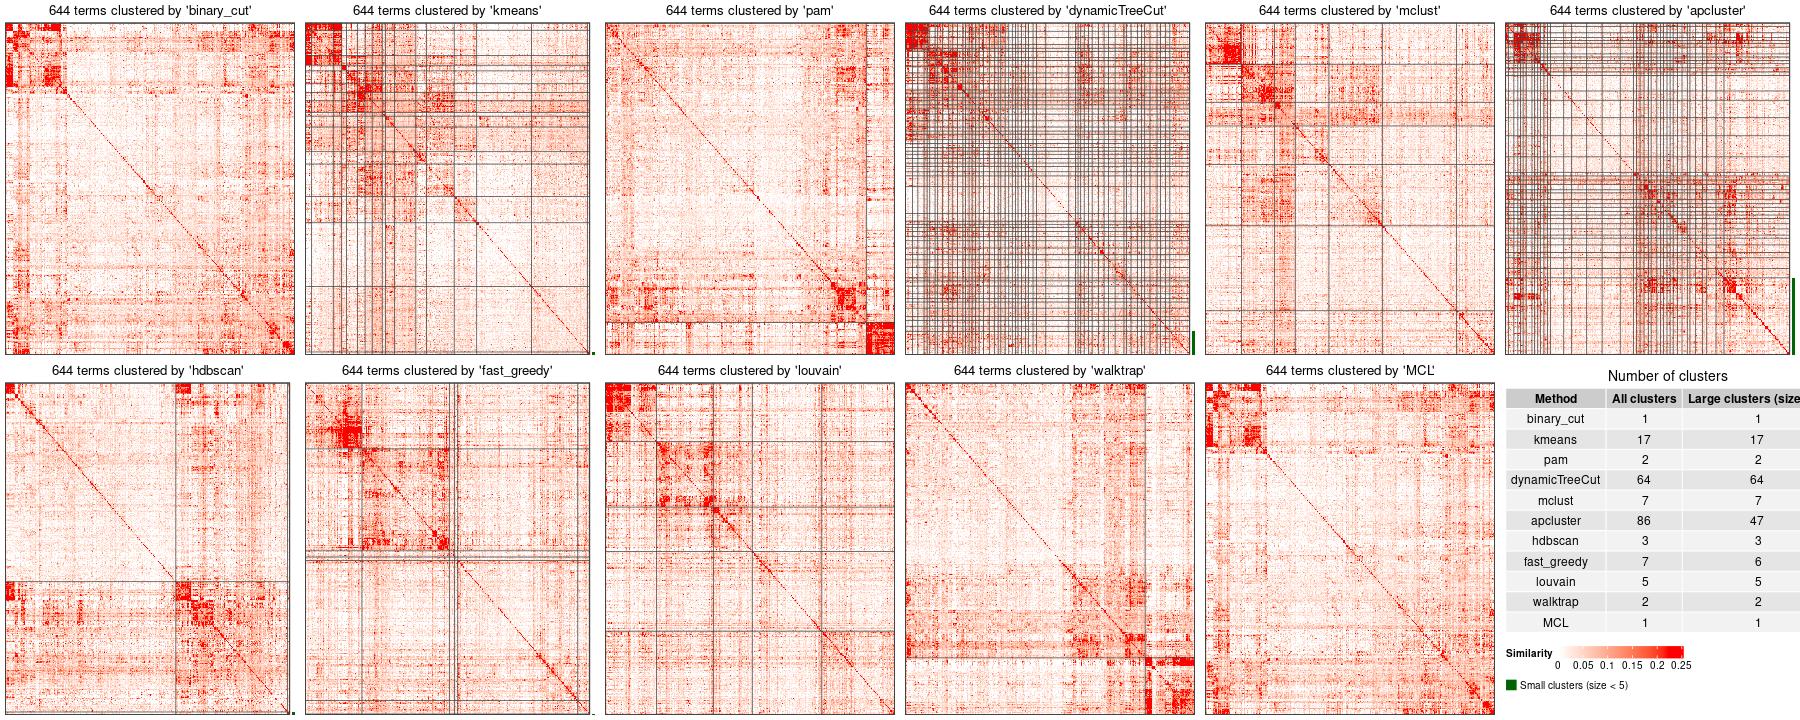 644 terms clustered by 'binary_cut'
644 terms clustered by 'kmeans'
644 terms clustered by 'pam'
644 terms clustered by 'dynamicTreeCut'
644 terms clustered by 'mclust'
644 terms clustered by 'apcluster'
644 terms clustered by 'hdbscan'
644 terms clustered by 'fast_greedy'
644 terms clustered by 'louvain'
644 terms clustered by 'walktrap'
644 terms clustered by 'MCL'
Number of clusters
Method All clusters Large clusters (size
binary_cut 1 1
kmeans 17 17
pam 2 2
dynamicTreeCut 64 64
mclust 7 7
apcluster 86 47
hdbscan 3 3
fast_greedy 7 6
louvain 5 5
walktrap 2 2
MCL 1 1
Similarity
0 0.05 0.1 0.15 0.2 0.25
Small clusters (size < 5)